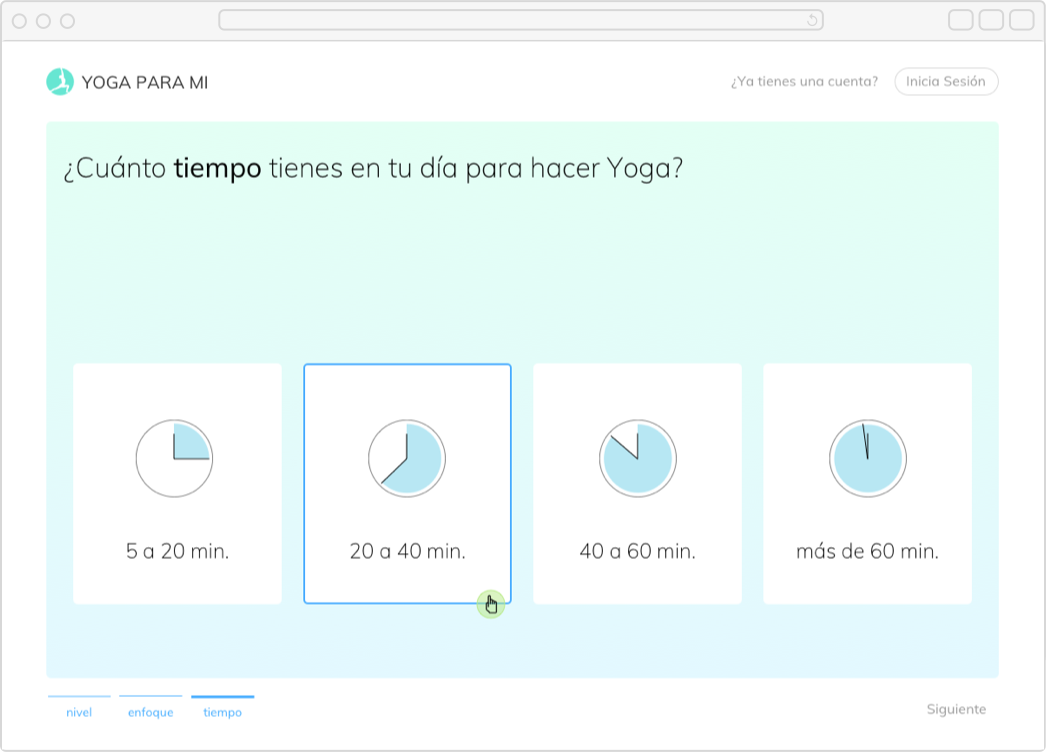 YOGA PARA MI
¿Ya tienes una cuenta?
Inicia Sesión
¿Cuánto tiempo tienes en tu día para hacer Yoga?
5 a 20 min.
20 a 40 min.
40 a 60 min.
más de 60 min.
nivel
enfoque
tiempo
Siguiente